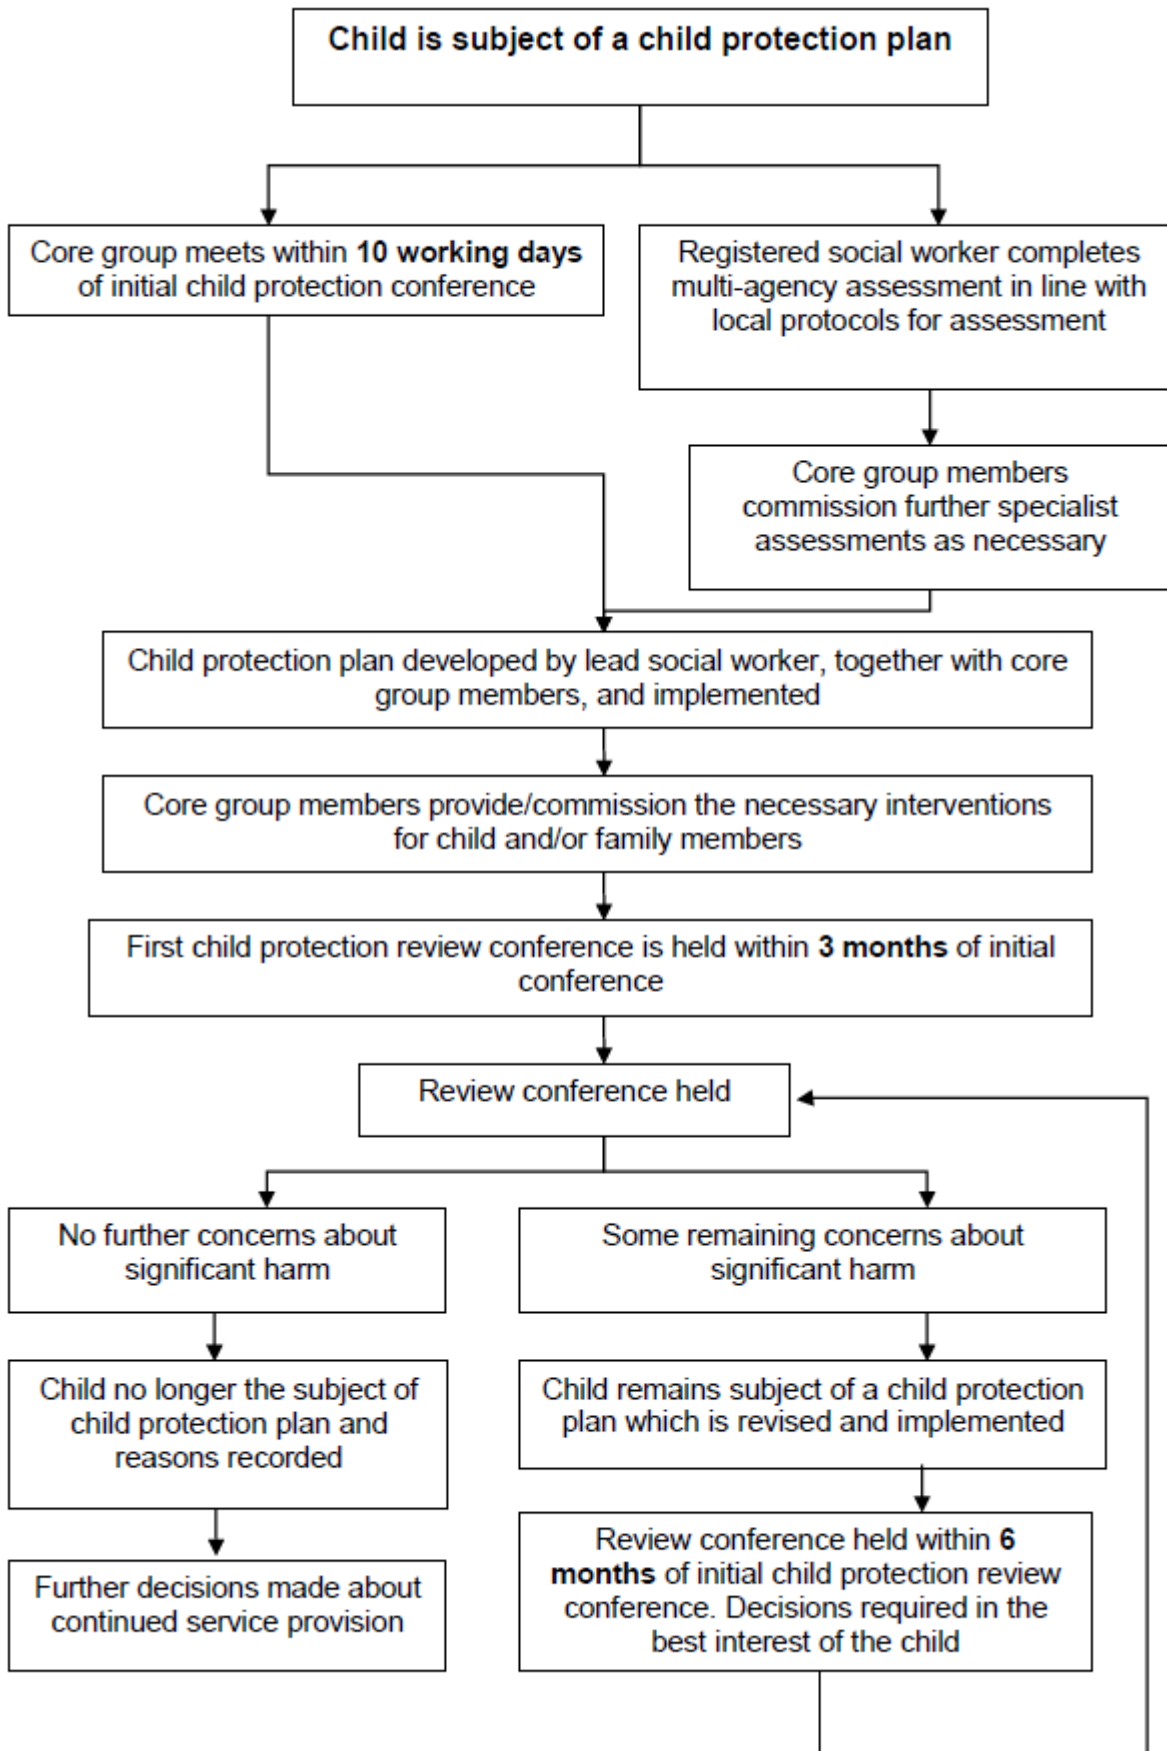 Child is subject of a child protection plan
Core group meets within 10 working days
of initial child protection conference
Registered social worker completes
multi-agency assessment in line with
local protocols for assessment
Core group members
commission further specialist
assessments as necessary
Child protection plan developed by lead social worker, together with core
group members, and implemented
Core group members provide/commission the necessary interventions
for child and/or family members
First child protection review conference is held within 3 months of initial
conference
Review conference held
No further concerns about
significant harm
Some remaining concerns about
significant harm
Child no longer the subject of
child protection plan and
reasons recorded
Child remains subject of a child protection
plan which is revised and implemented
Further decisions made about
continued service provision
Review conference held within 6
months of initial child protection review
conference. Decisions required in the
best interest of the child